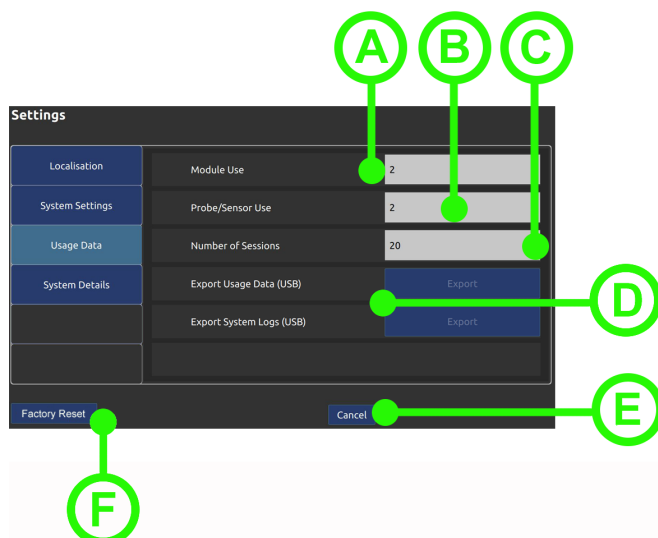 A B C
Settings
Localisation
Module Use 2
System Settings
Probe/Sensor Use 2
Usage Data
Number of Sessions 20
System Details
Export Usage Data (USB) Export
D
Export System Logs (USB) Export
Factory Reset
Cancel
E
F